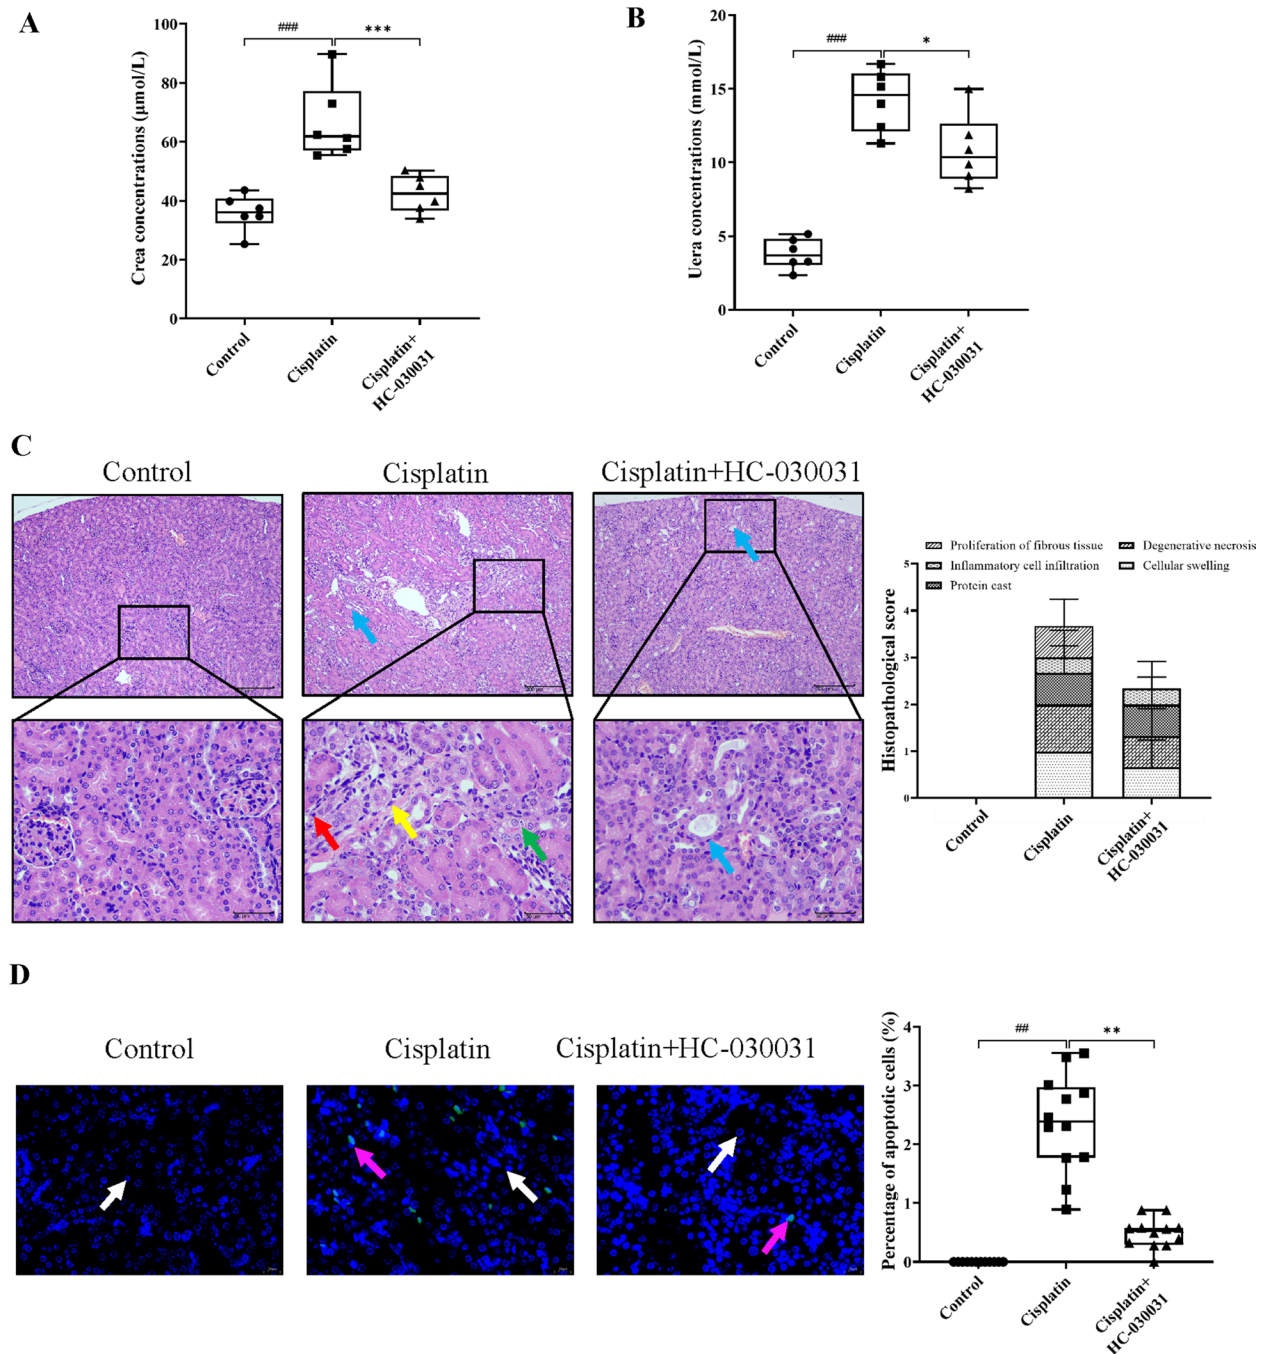 A
Crea concentrations (μmol/L)
100
80
60
40
20
0
###
***
Control
Cisplatin
Cisplatin+
HC-030031
B
Uera concentrations (mmol/L)
20
15
10
5
0
###
*
Control
Cisplatin
Cisplatin+
HC-030031
C
Control
Cisplatin
Cisplatin+HC-030031
Proliferation of fibrous tissue
Degenerative necrosis
Inflammatory cell infiltration
Cellular swelling
Protein cast
Histopathological score
5
4
3
2
1
0
Control
Cisplatin
Cisplatin+
HC-030031
D
Control
Cisplatin
Cisplatin+HC-030031
Percentage of apoptotic cells (%)
4
3
2
1
0
##
**
Control
Cisplatin
Cisplatin+
HC-030031